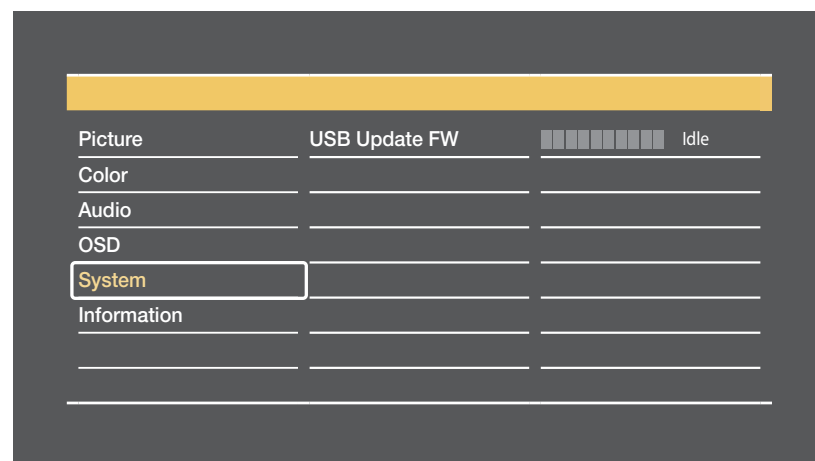 Picture USB Update FW Idle
Color
Audio
OSD
System
Information